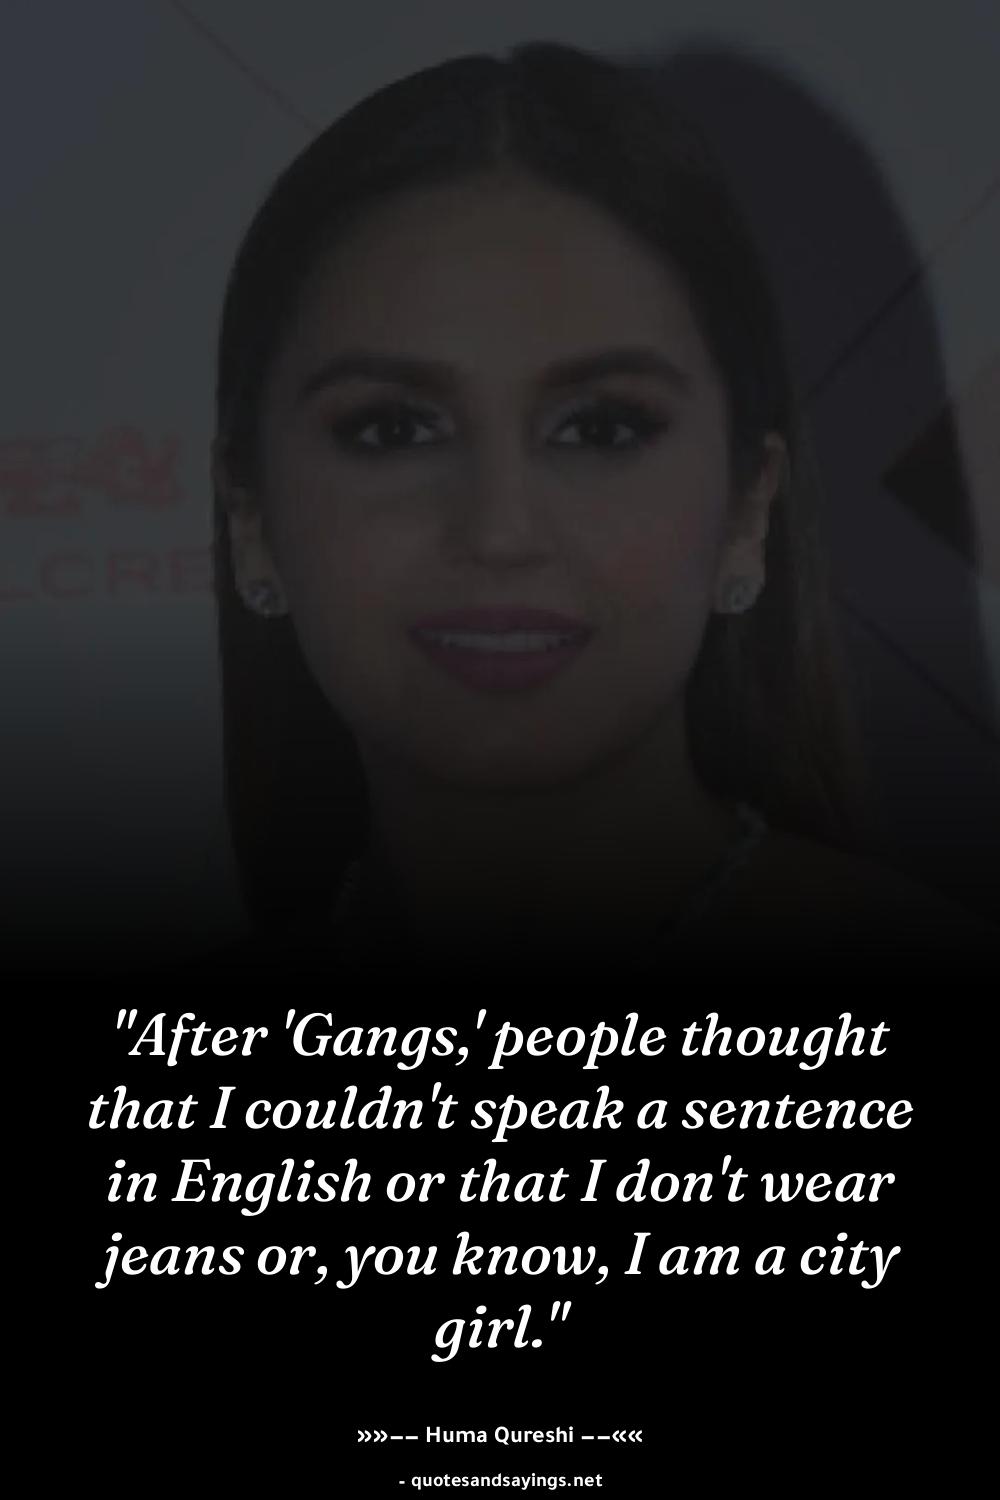 LCRE
"After 'Gangs,' people thought
that I couldn't speak a sentence
in English or that I don't wear
jeans or, you know, I am a city
girl."
»»–– Huma Qureshi ––««
- quotesandsayings.net